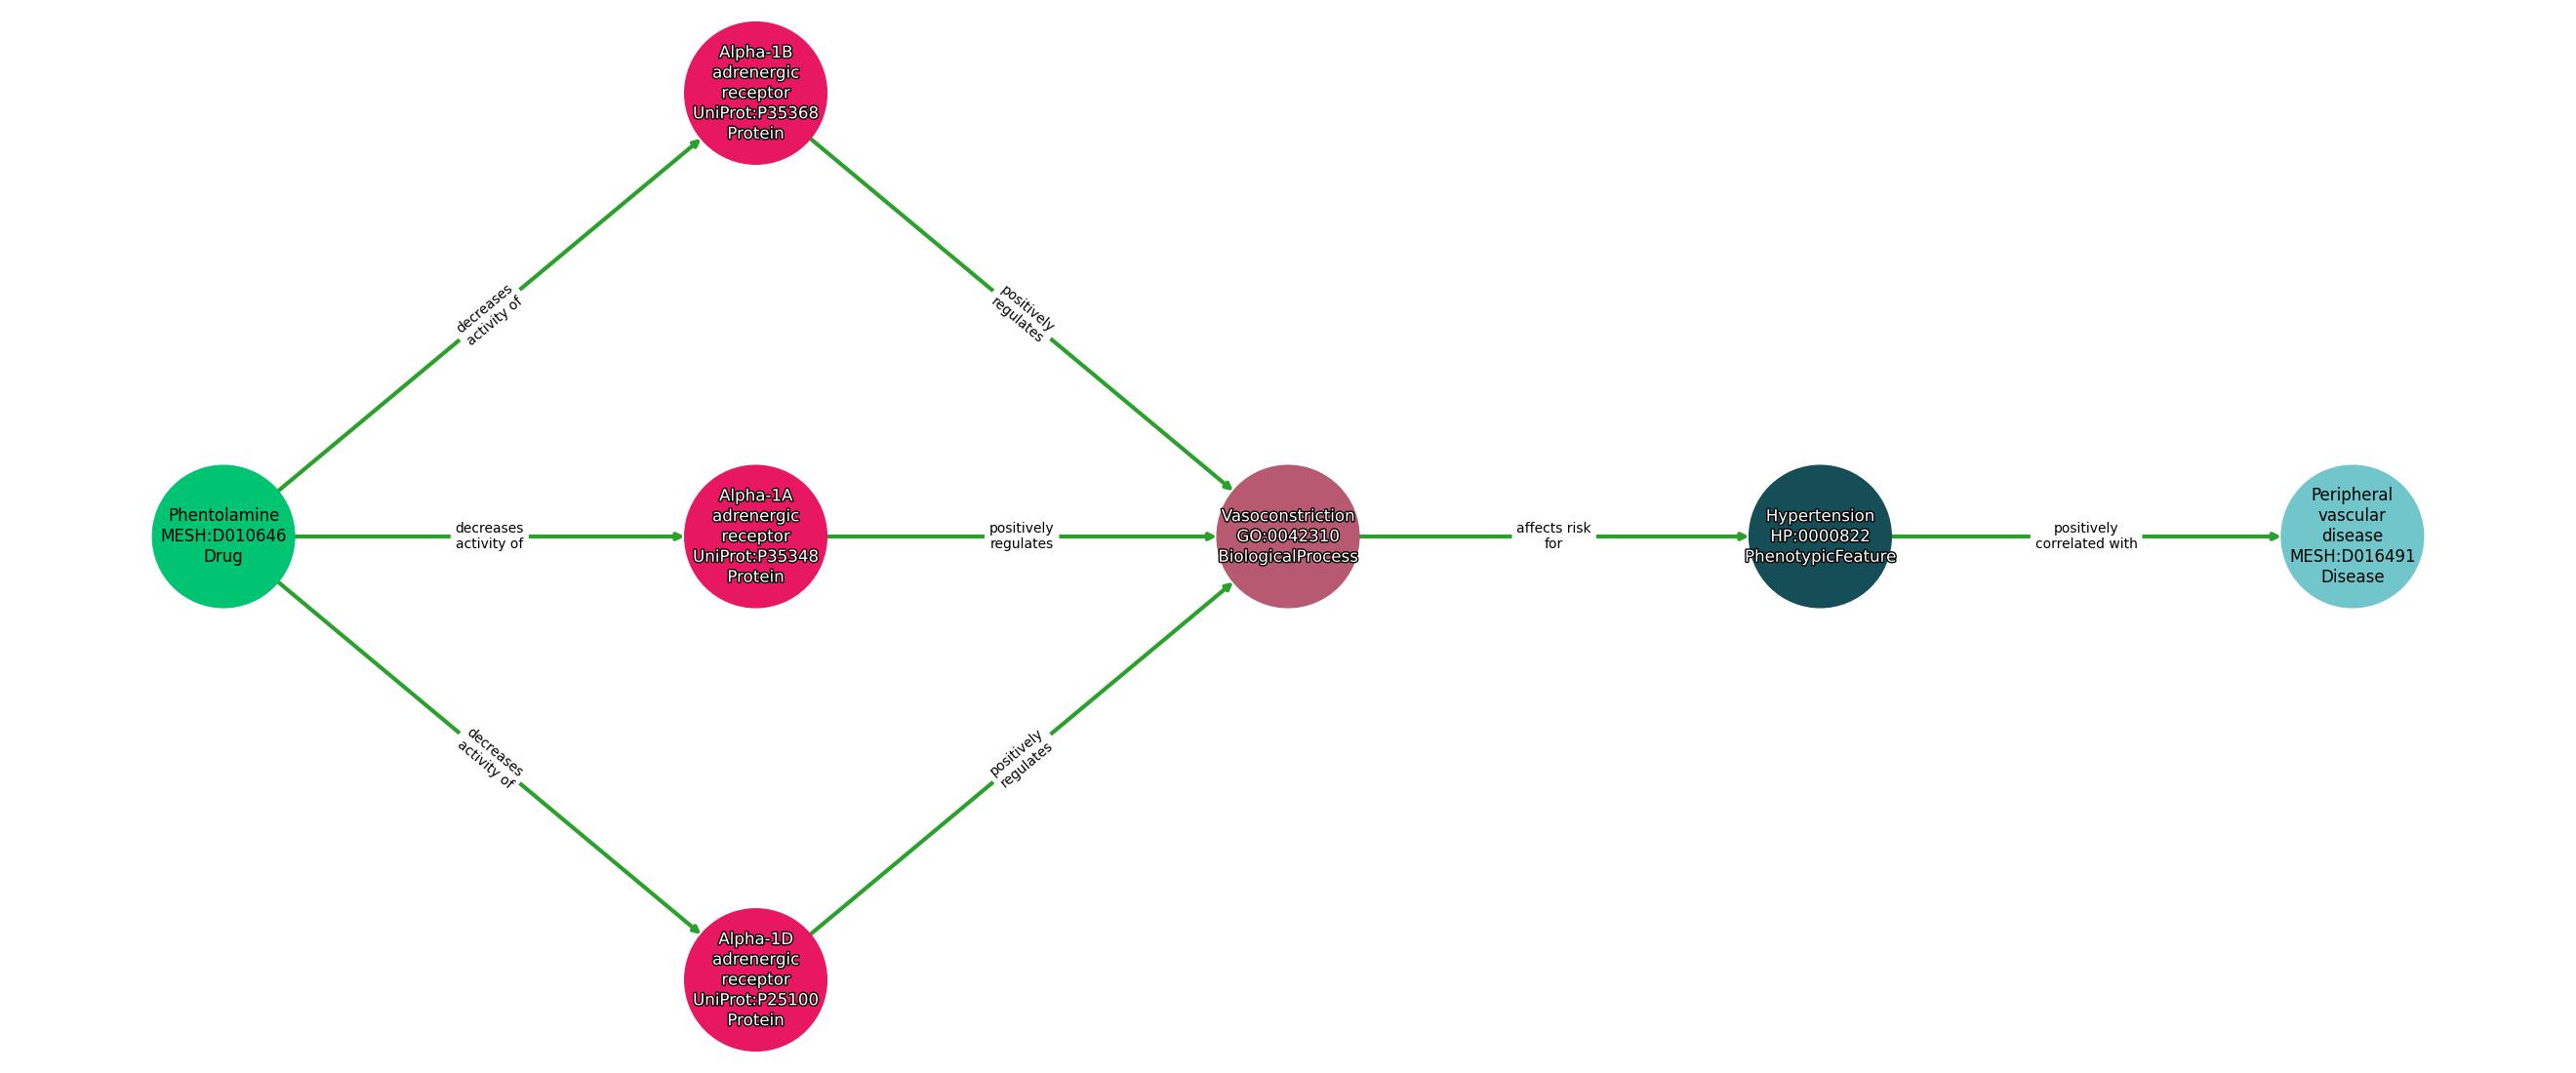 Alpha-1B
adrenergic
receptor
UniProt:P35368
Protein
decreases
activity of
positively
regulates
Phentolamine
MESH:D010646
Drug
decreases
activity of
Alpha-1A
adrenergic
receptor
UniProt:P35348
Protein
positively
regulates
Vasoconstriction
GO:0042310
BiologicalProcess
affects risk
for
Hypertension
HP:0000822
PhenotypicFeature
positively
correlated with
Peripheral
vascular
disease
MESH:D016491
Disease
decreases
activity of
positively
regulates
Alpha-1D
adrenergic
receptor
UniProt:P25100
Protein